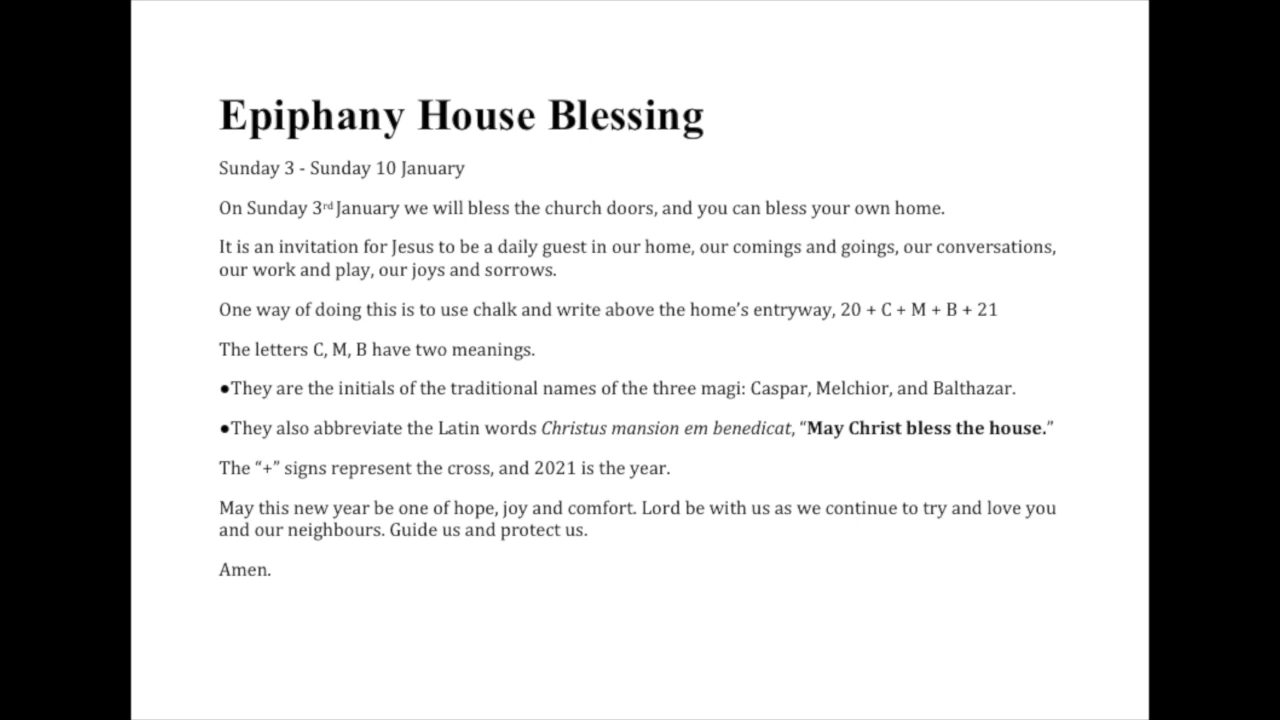 Epiphany House Blessing
Sunday 3 - Sunday 10 January
On Sunday 3rd January we will bless the church doors, and you can bless your own home.
It is an invitation for Jesus to be a daily guest in our home, our comings and goings, our conversations,
our work and play, our joys and sorrows.
One way of doing this is to use chalk and write above the home’s entryway, 20 + C + M + B + 21
The letters C, M, B have two meanings.
●They are the initials of the traditional names of the three magi: Caspar, Melchior, and Balthazar.
●They also abbreviate the Latin words Christus mansion em benedicat, “May Christ bless the house.”
The “+” signs represent the cross, and 2021 is the year.
May this new year be one of hope, joy and comfort. Lord be with us as we continue to try and love you
and our neighbours. Guide us and protect us.
Amen.